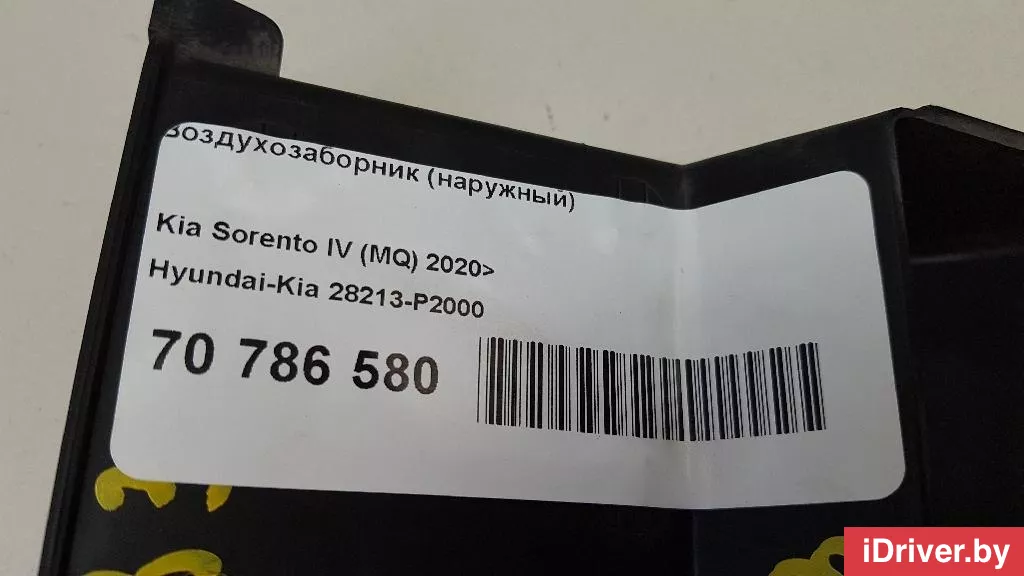 Воздухозаборник (наружный)
Kia Sorento IV (MQ) 2020>
Hyundai-Kia 28213-P2000
70 786 580
iDriver.by